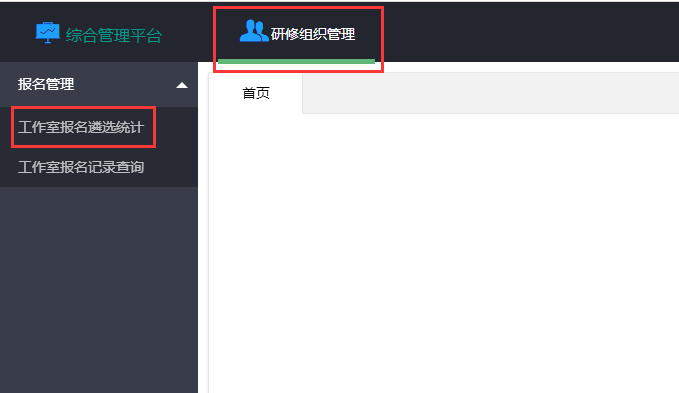 综合管理平台
研修组织管理
报名管理
首页
工作室报名遴选统计
工作室报名记录查询